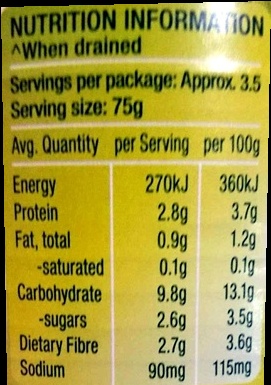 NUTRITION INFORMATION
^When drained
Servings per package: Approx. 3.5
Serving size: 75g
Avg. Quantity per Serving per 100g
Energy 270kJ 360kJ
Protein 2.8g 3.7g
Fat, total 0.9g 1.2g
-saturated 0.1g 0.1g
Carbohydrate 9.8g 13.1g
-sugars 2.6g 3.5g
Dietary Fibre 2.7g 3.6g
Sodium 90mg 115mg